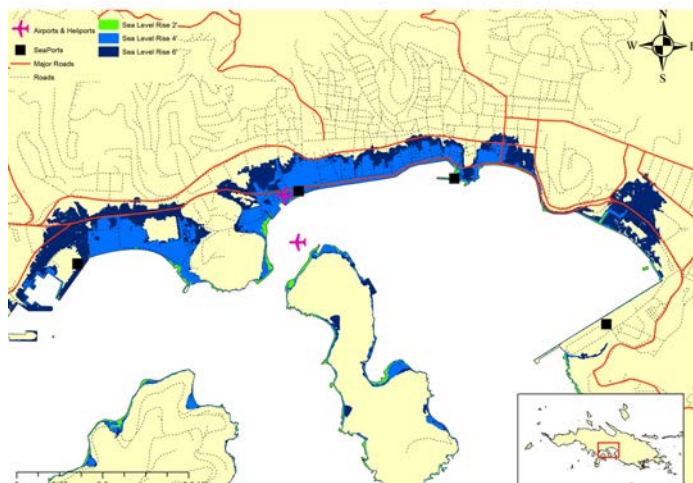 Airports & Heliports
SeaPorts
Major Roads
Roads
Sea Level Rise 2'
Sea Level Rise 4'
Sea Level Rise 6'
N
W
E
S